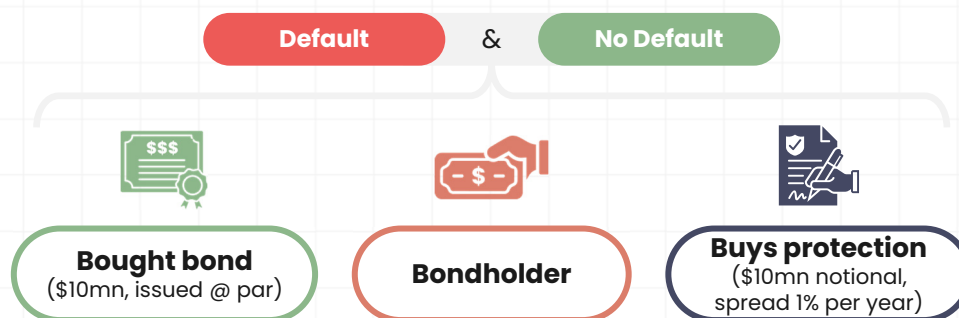 Default & No Default
$$$
$
Bought bond
($10mn, issued @ par)
Bondholder
Buys protection
($10mn notional,
spread 1% per year)